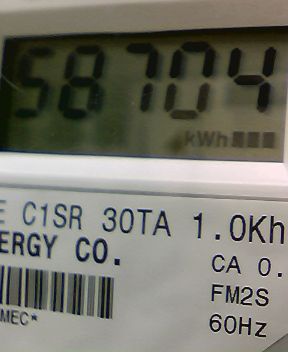 58704
kWh
E C1SR 30TA 1.0Kh
ERGY CO.
CA 0.
FM2S
MEC*
60Hz